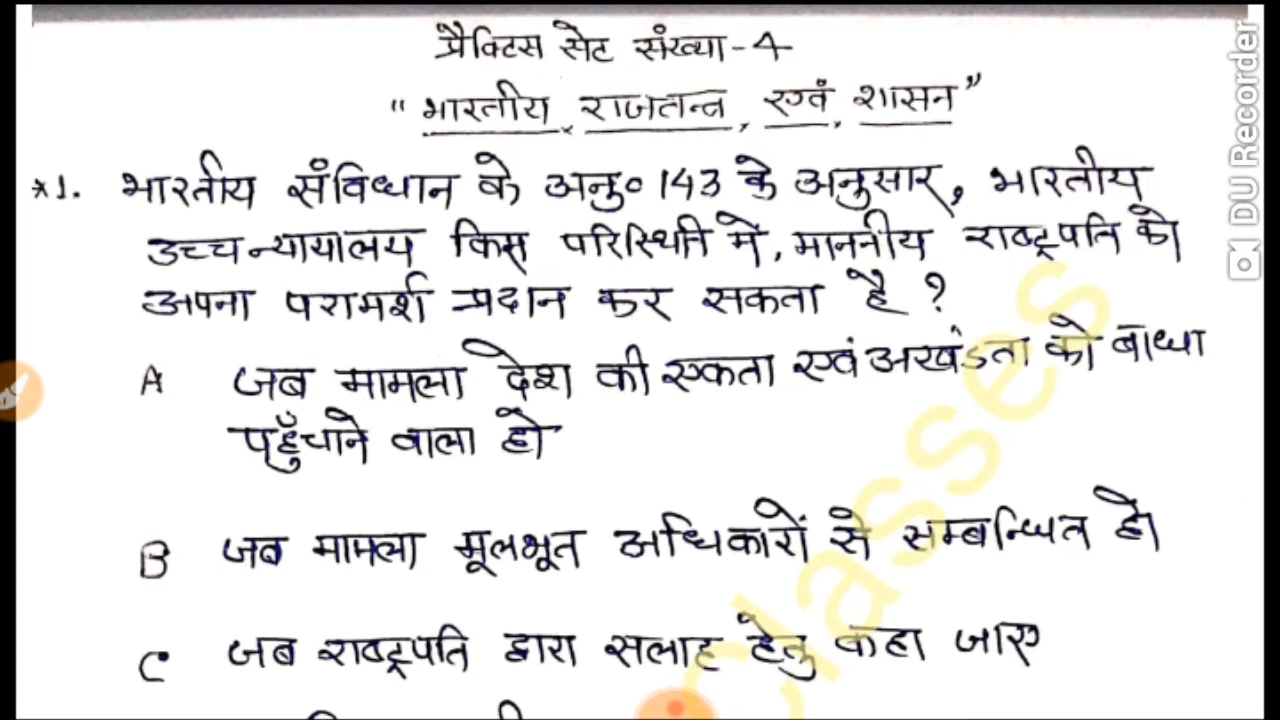 प्रैक्टिस सेट संख्या-4
"भारतीय राजतन्त्र, एवं शासन"
*1. भारतीय संविधान के अनु० 143 के अनुसार, भारतीय
उच्च न्यायालय किस परिस्थिति में, माननीय राष्ट्रपति को
अपना परामर्श प्रदान कर सकता है ?
A जब मामला देश की एकता एवं अखंडता को बाधा
पहुँचाने वाला हो
B जब मामला मूलभूत अधिकारों से सम्बन्धित हो
C जब राष्ट्रपति द्वारा सलाह हेतु कहा जाए
Classes
DU Recorder